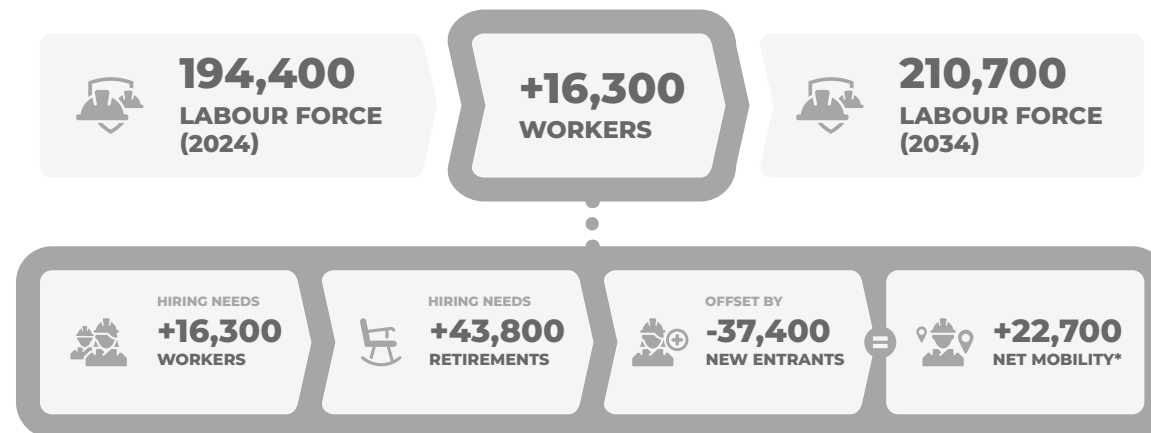 194,400
LABOUR FORCE
(2024)
+16,300
WORKERS
210,700
LABOUR FORCE
(2034)
HIRING NEEDS
+16,300
WORKERS
HIRING NEEDS
+43,800
RETIREMENTS
OFFSET BY
-37,400
NEW ENTRANTS
=
+22,700
NET MOBILITY*